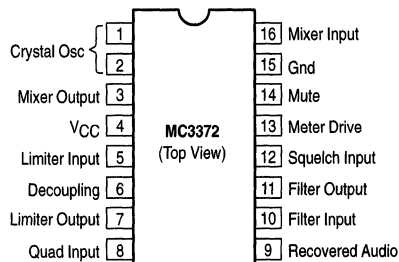 Crystal Osc
1
2
Mixer Output 3
VCC 4
Limiter Input 5
Decoupling 6
Limiter Output 7
Quad Input 8
MC3372
(Top View)
16 Mixer Input
15 Gnd
14 Mute
13 Meter Drive
12 Squelch Input
11 Filter Output
10 Filter Input
9 Recovered Audio